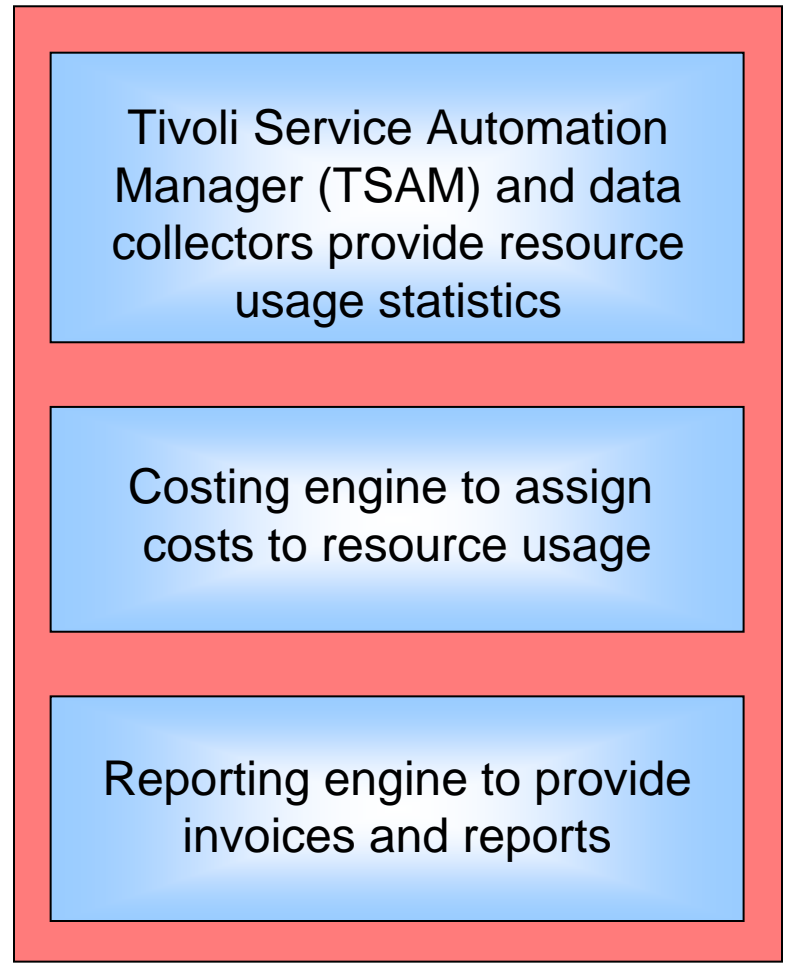 Tivoli Service Automation
Manager (TSAM) and data
collectors provide resource
usage statistics
Costing engine to assign
costs to resource usage
Reporting engine to provide
invoices and reports